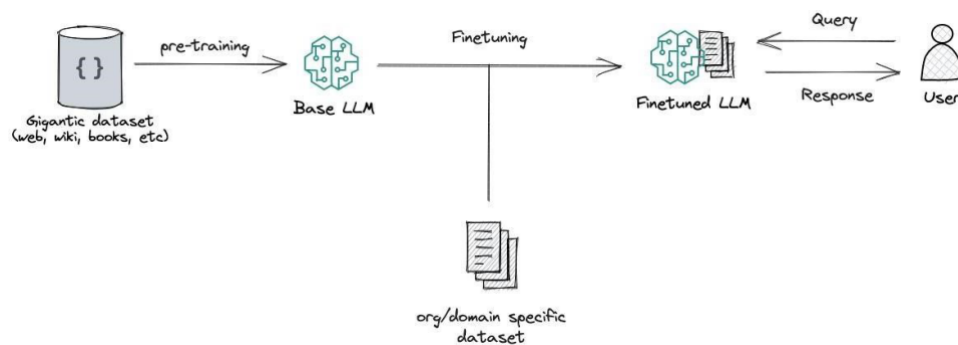 {}
Gigantic dataset
(web, wiki, books, etc)
pre-training
Base LLM
Finetuning
org/domain specific
dataset
Finetuned LLM
Query
Response
User